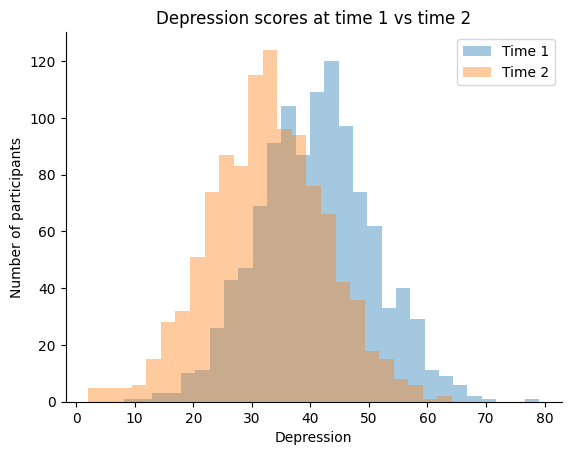 Depression scores at time 1 vs time 2
Time 1
Time 2
120
100
80
60
40
20
0
Number of participants
0 10 20 30 40 50 60 70 80
Depression